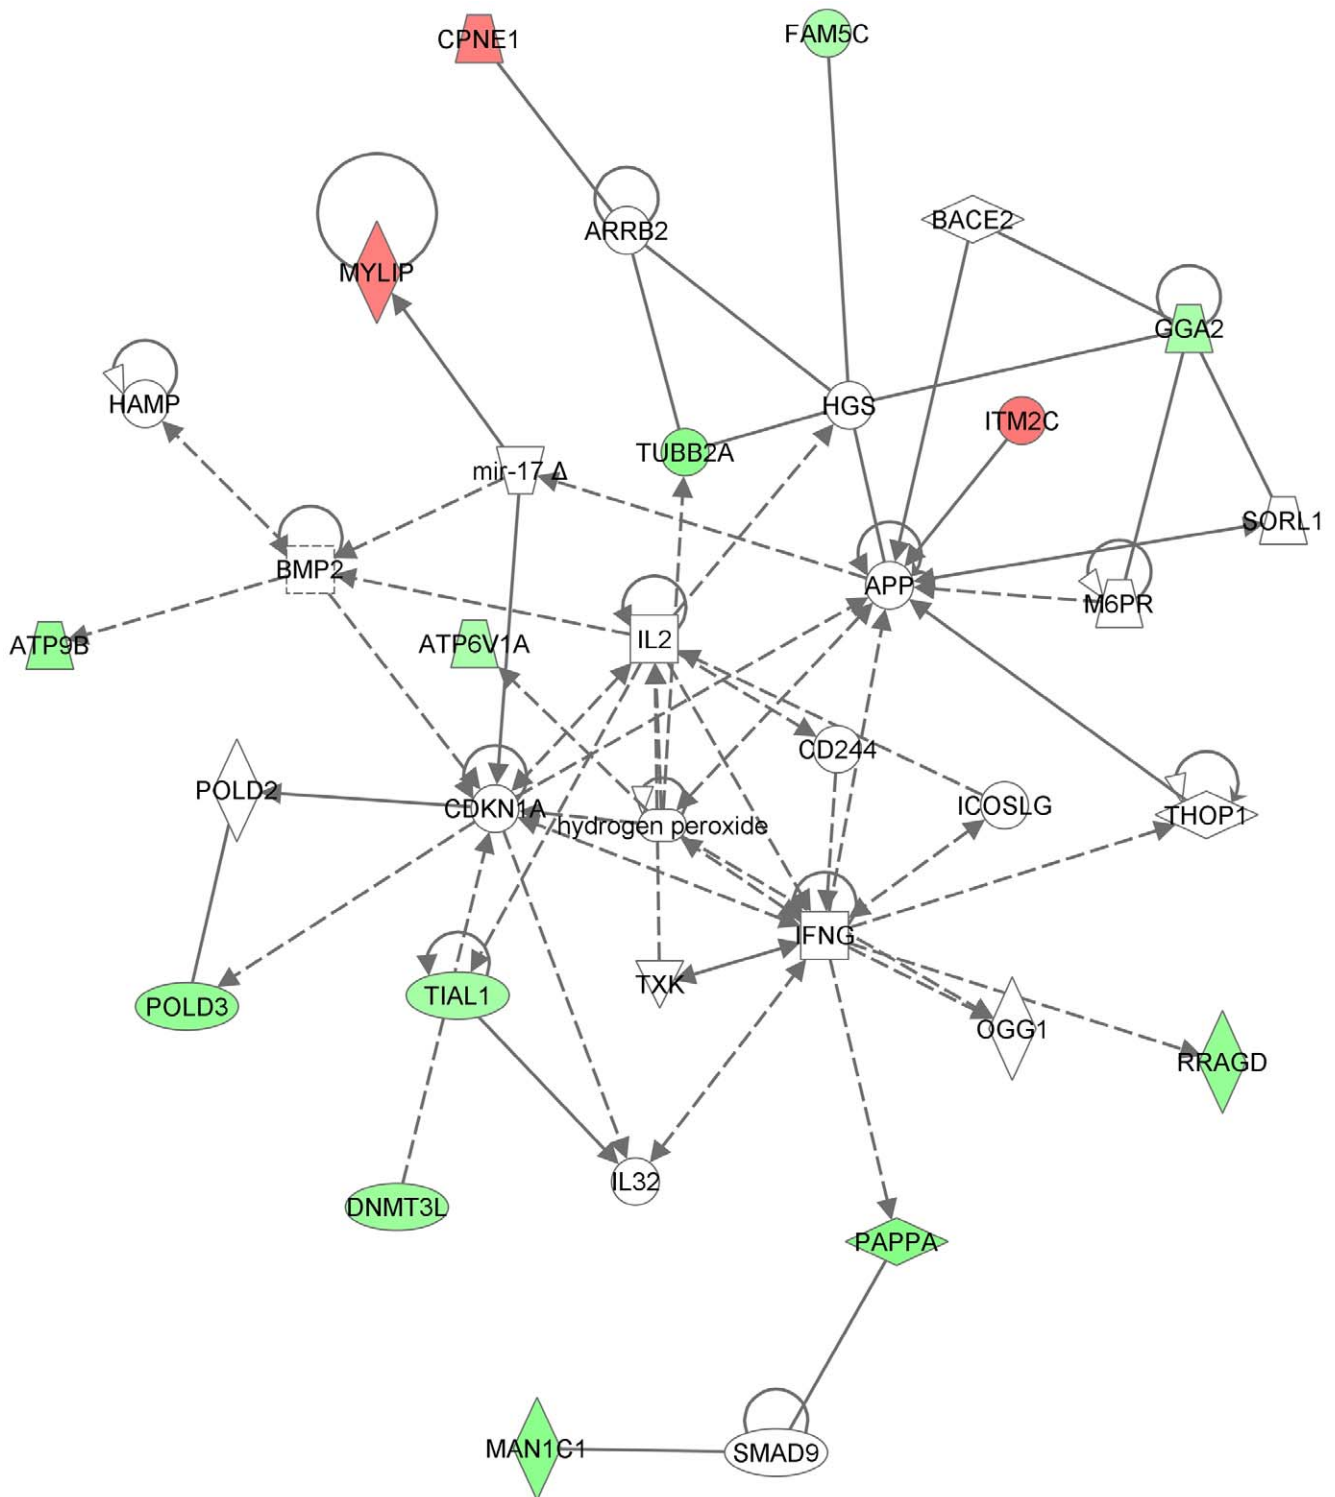 CPNE1
FAM5C
ARRB2
BACE2
MYLIP
GGA2
HAMP
HGS
ITM2C
TUBB2A
mir-17 Δ
SORL1
BMP2
APP
M6PR
ATP9B
ATP6V1A
IL2
CD244
POLD2
CDKN1A
hydrogen peroxide
ICOSLG
THOP1
IFNG
POLD3
TIAL1
TXK
OGG1
RRAGD
IL32
DNMT3L
PAPPA
MAN1C1
SMAD9